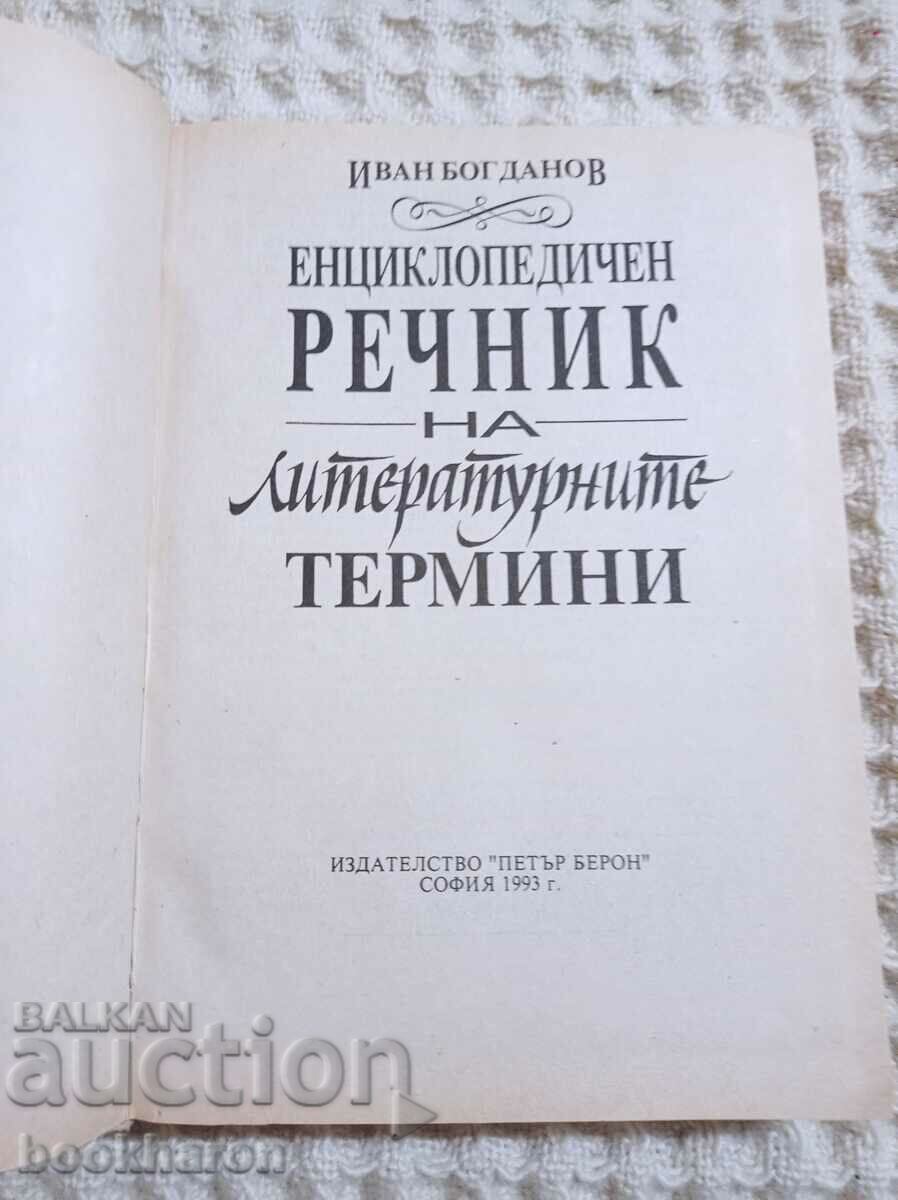 ИВАН БОГДАНОВ
ЕНЦИКЛОПЕДИЧЕН
РЕЧНИК
НА
литературните
ТЕРМИНИ
ИЗДАТЕЛСТВО "ПЕТЪР БЕРОН"
СОФИЯ 1993 г.
BALKAN
auction
bookharon